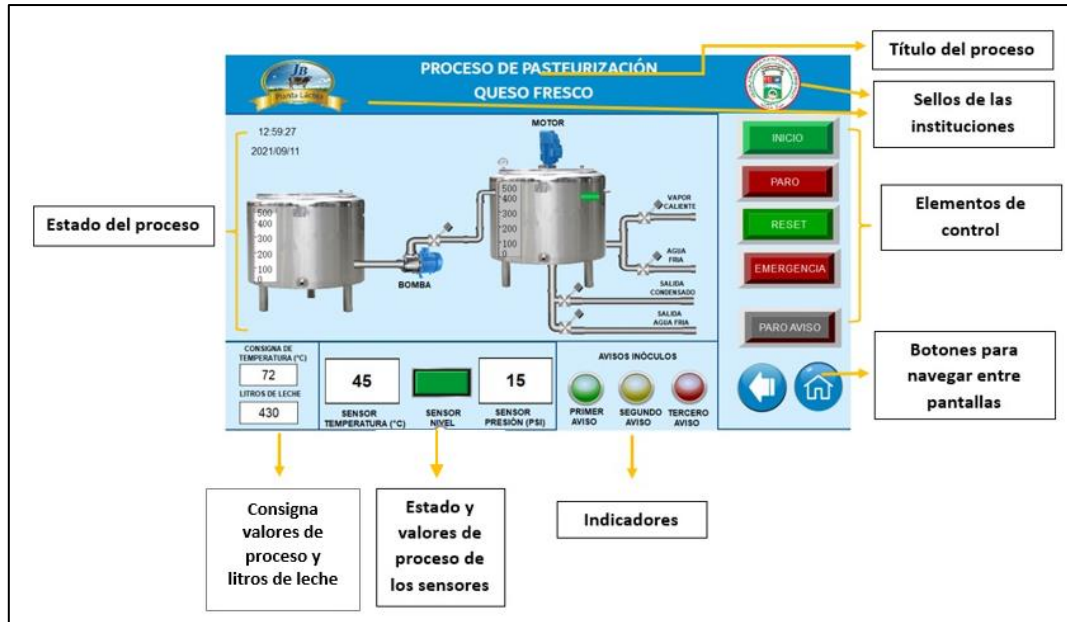 Título del proceso
PROCESO DE PASTEURIZACIÓN
QUESO FRESCO
JB
Planta Láctea
Sellos de las
instituciones
12:59:27
2021/09/11
MOTOR
INICIO
500
400
300
200
100
0
500
400
300
200
100
0
VAPOR
CALIENTE
PARO
Estado del proceso
RESET
Elementos de
control
BOMBA
AGUA
FRIA
EMERGENCIA
SALIDA
CONDENSADO
SALIDA
AGUA FRIA
PARO AVISO
CONSIGNA DE
TEMPERATURA (°C)
72
LITROS DE LECHE
430
45
15
SENSOR
TEMPERATURA (°C)
SENSOR
NIVEL
SENSOR
PRESIÓN (PSI)
AVISOS INÓCULOS
PRIMER
AVISO
SEGUNDO
AVISO
TERCERO
AVISO
Botones para
navegar entre
pantallas
Consigna
valores de
proceso y
litros de leche
Estado y
valores de
proceso de
los sensores
Indicadores